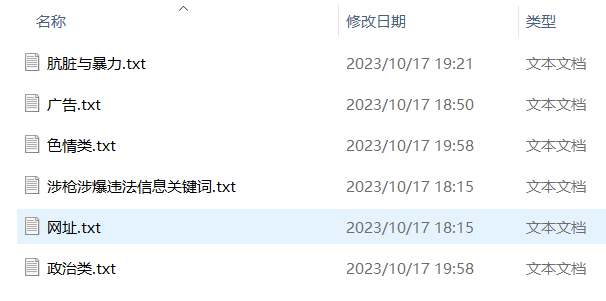 名称 修改日期 类型
肮脏与暴力.txt 2023/10/17 19:21 文本文档
广告.txt 2023/10/17 18:50 文本文档
色情类.txt 2023/10/17 19:58 文本文档
涉枪涉爆违法信息关键词.txt 2023/10/17 18:15 文本文档
网址.txt 2023/10/17 18:15 文本文档
政治类.txt 2023/10/17 19:58 文本文档